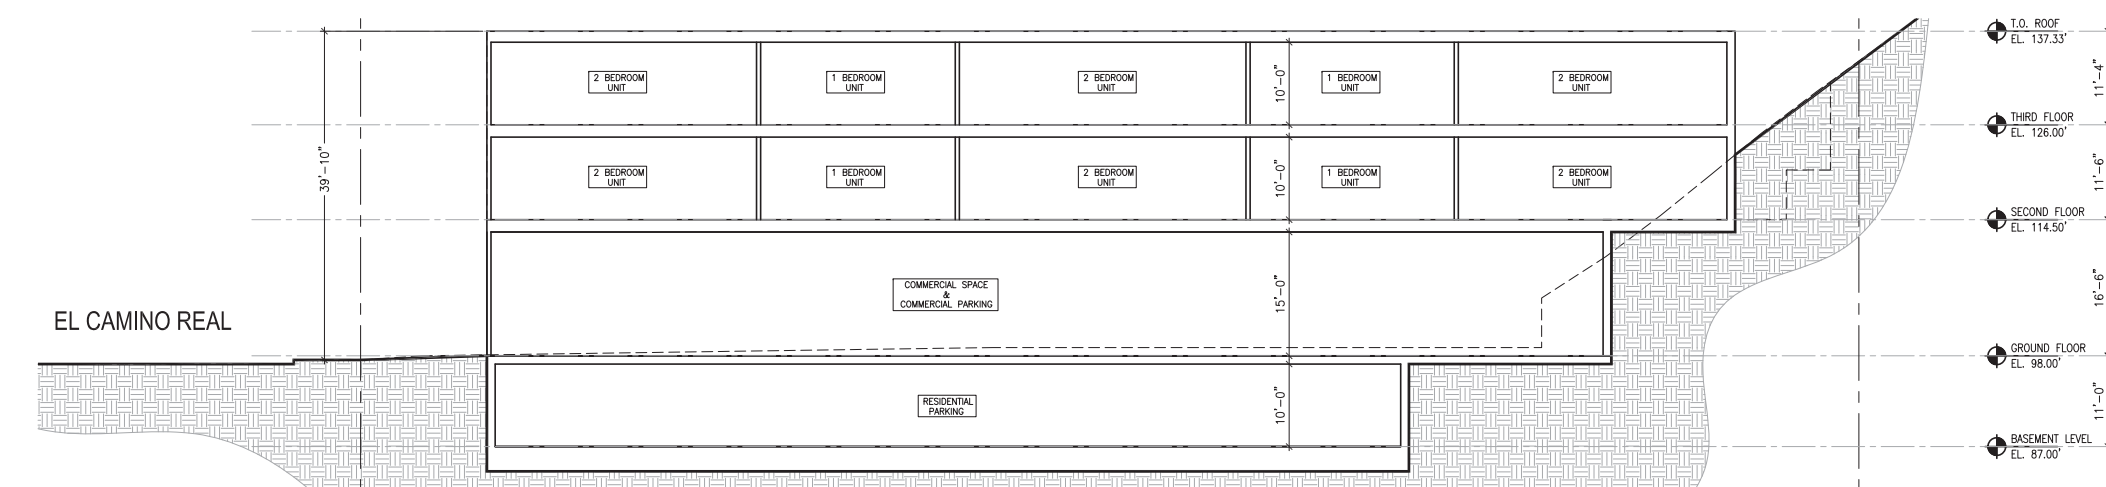 T.O. ROOF
EL. 137.33'
11'-4"
2 BEDROOM
UNIT
1 BEDROOM
UNIT
2 BEDROOM
UNIT
10'-0"
1 BEDROOM
UNIT
2 BEDROOM
UNIT
THIRD FLOOR
EL. 126.00'
11'-6"
39'-10"
2 BEDROOM
UNIT
1 BEDROOM
UNIT
2 BEDROOM
UNIT
10'-0"
1 BEDROOM
UNIT
2 BEDROOM
UNIT
SECOND FLOOR
EL. 114.50'
16'-6"
COMMERCIAL SPACE
&
COMMERCIAL PARKING
15'-0"
EL CAMINO REAL
GROUND FLOOR
EL. 98.00'
11'-0"
RESIDENTIAL
PARKING
10'-0"
BASEMENT LEVEL
EL. 87.00'